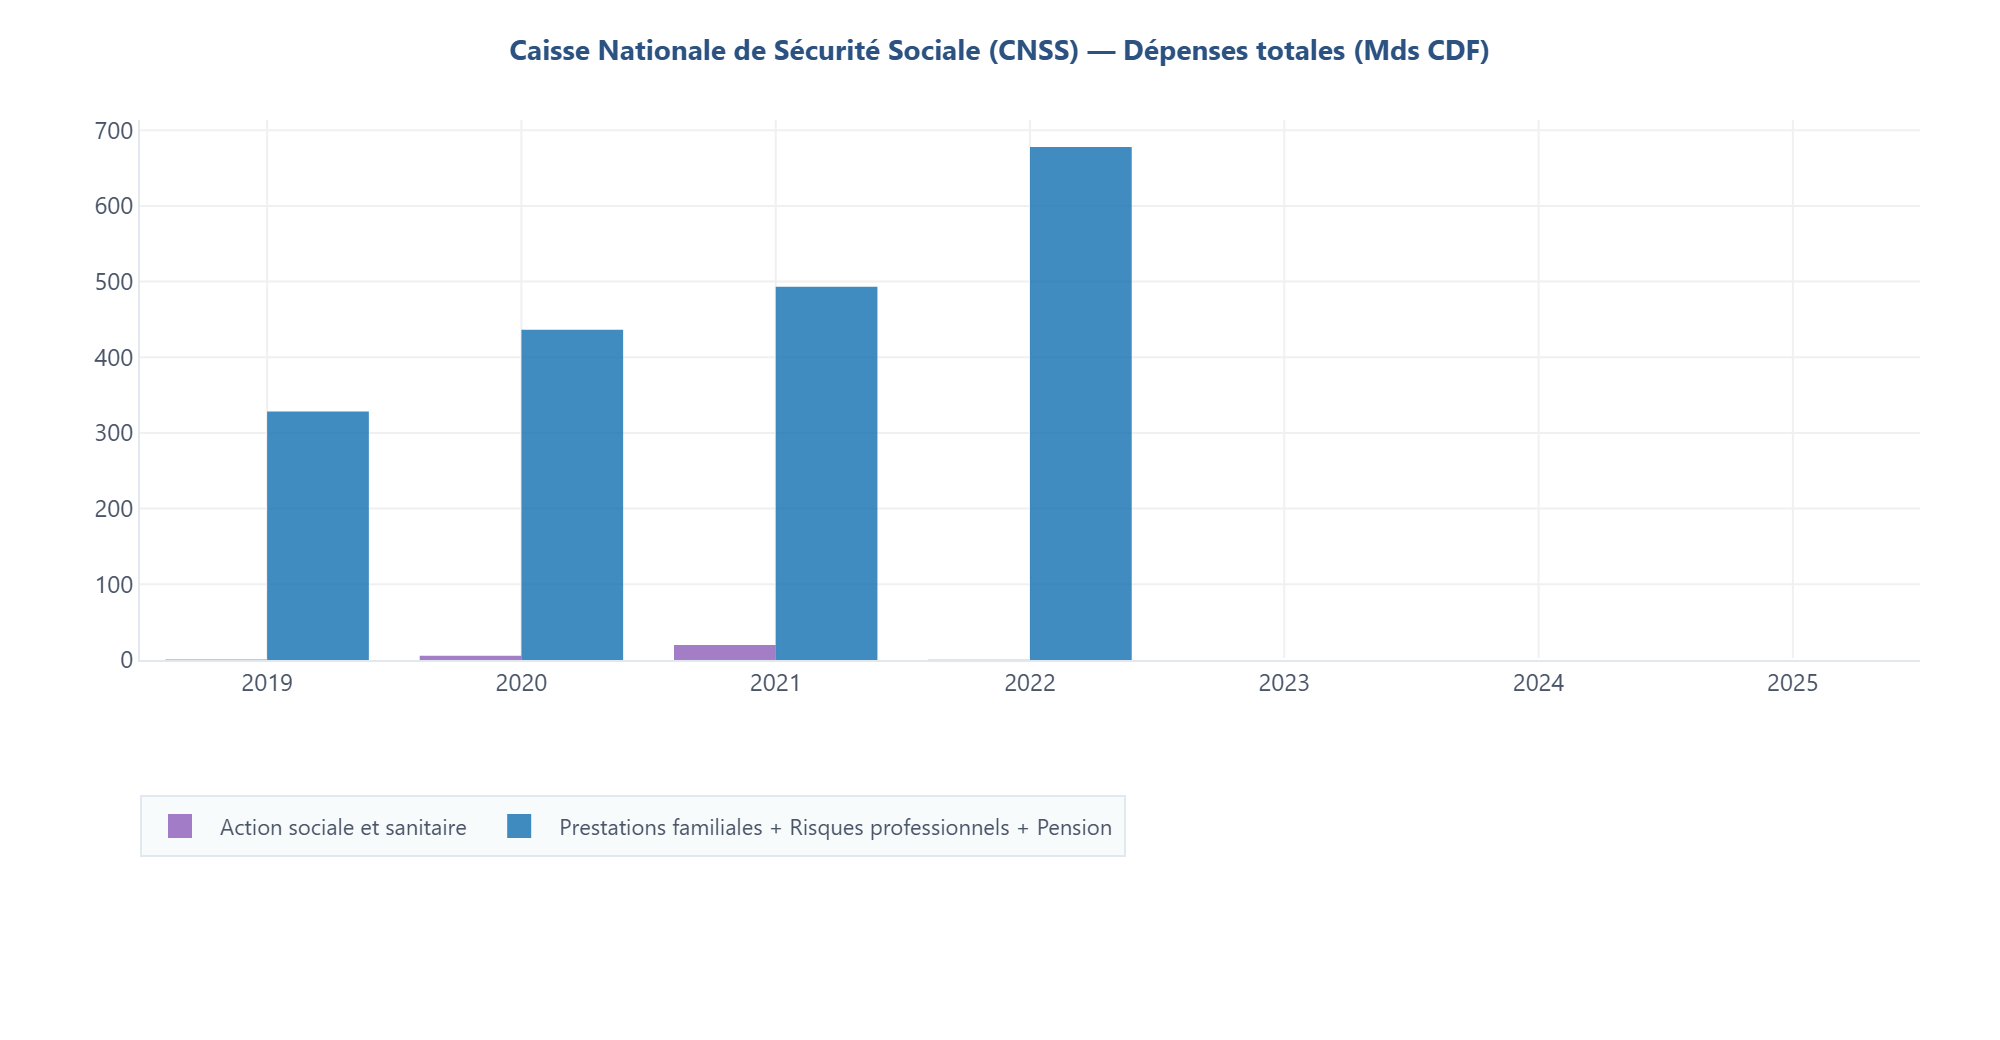 Caisse Nationale de Sécurité Sociale (CNSS) — Dépenses totales (Mds CDF)
700
600
500
400
300
200
100
0
2019 2020 2021 2022 2023 2024 2025
Action sociale et sanitaire Prestations familiales + Risques professionnels + Pension